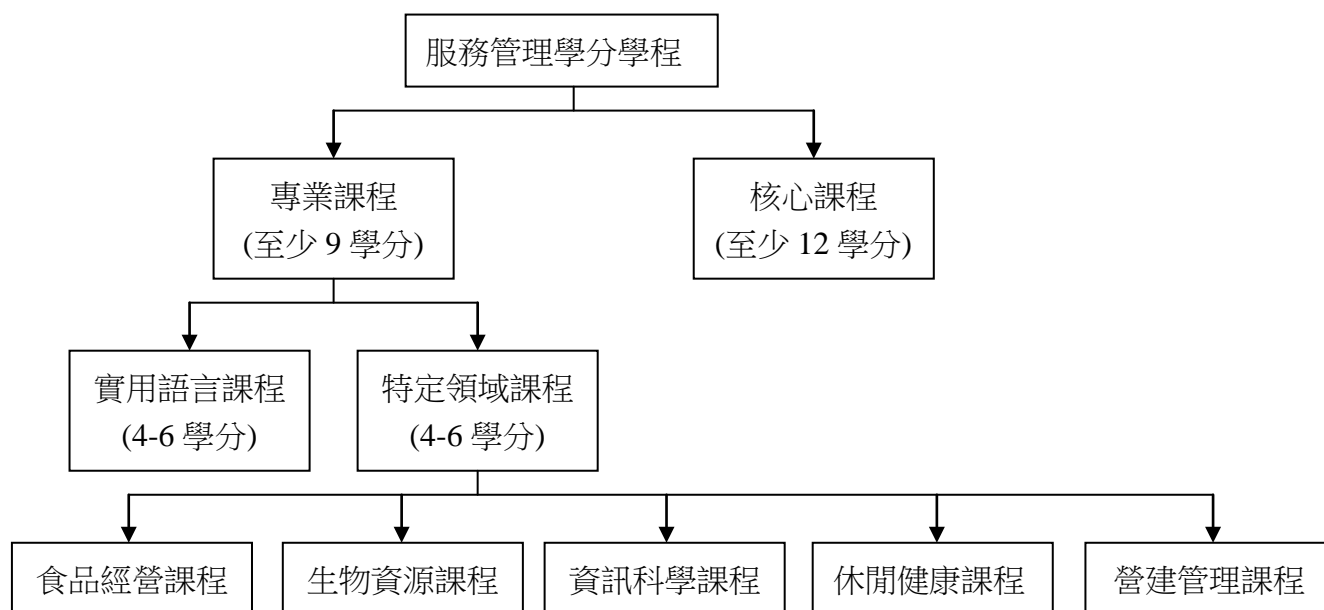 服務管理學分學程
專業課程
(至少 9 學分)
核心課程
(至少 12 學分)
實用語言課程
(4-6 學分)
特定領域課程
(4-6 學分)
食品經營課程
生物資源課程
資訊科學課程
休閒健康課程
營建管理課程